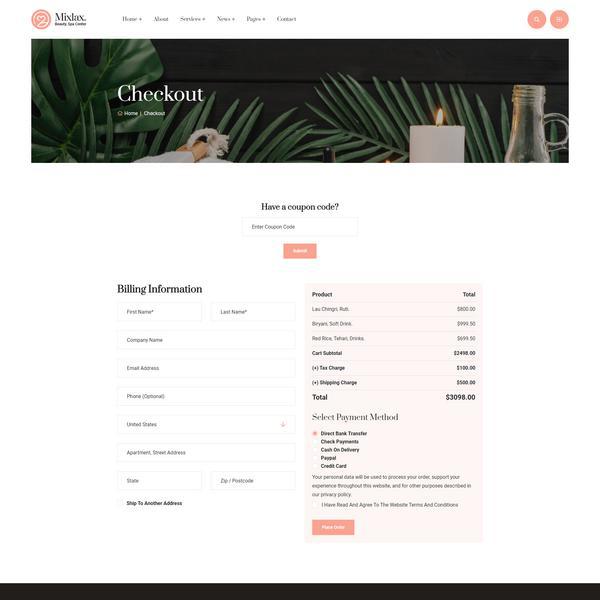 Mixlax.
Beauty, Spa Center
Home +
About
Services +
News +
Pages +
Contact
Checkout
Home | Checkout
Have a coupon code?
Enter Coupon Code
Submit
Billing Information
First Name*
Last Name*
Company Name
Email Address
Phone (Optional)
United States
Apartment, Street Address
State
Zip / Postcode
Ship To Another Address
Product Total
Lau Chingri, Ruti. $800.00
Biryani, Soft Drink. $999.50
Red Rice, Tehari, Drinks. $699.50
Cart Subtotal $2498.00
(+) Tax Charge $100.00
(+) Shipping Charge $500.00
Total $3098.00
Select Payment Method
Direct Bank Transfer
Check Payments
Cash On Delivery
Paypal
Credit Card
Your personal data will be used to process your order, support your
experience throughout this website, and for other purposes described in
our privacy policy.
I Have Read And Agree To The Website Terms And Conditions
Place Order